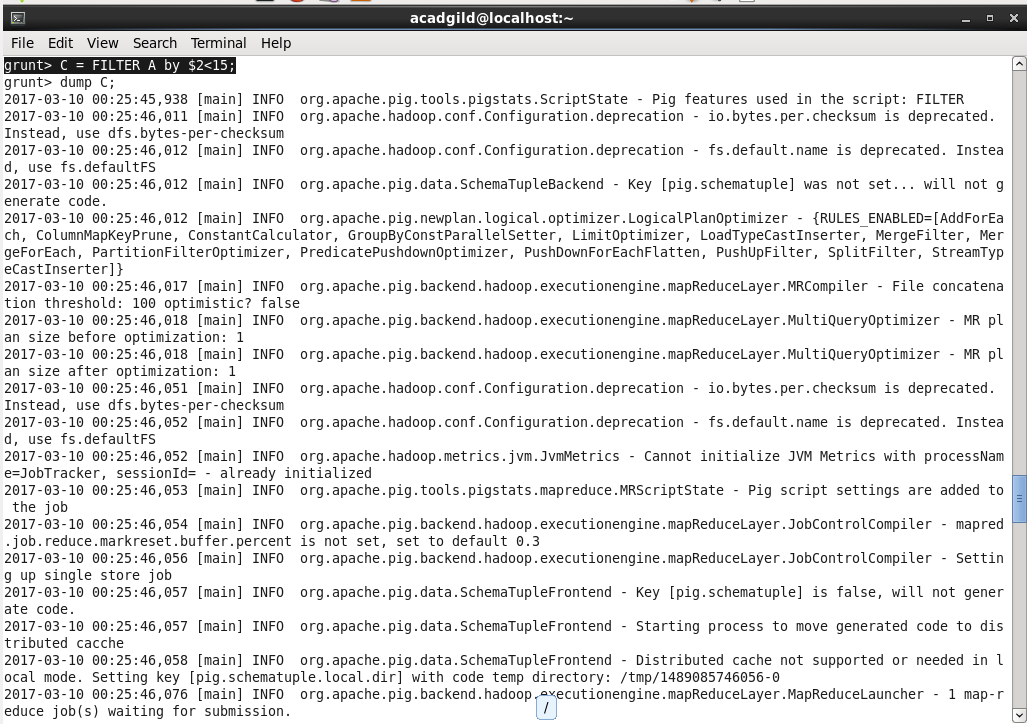 acadgild@localhost:~
File Edit View Search Terminal Help
grunt> C = FILTER A by $2<15;
grunt> dump C;
2017-03-10 00:25:45,938 [main] INFO  org.apache.pig.tools.pigstats.ScriptState - Pig features used in the script: FILTER
2017-03-10 00:25:46,011 [main] INFO  org.apache.hadoop.conf.Configuration.deprecation - io.bytes.per.checksum is deprecated.
Instead, use dfs.bytes-per-checksum
2017-03-10 00:25:46,012 [main] INFO  org.apache.hadoop.conf.Configuration.deprecation - fs.default.name is deprecated. Instea
d, use fs.defaultFS
2017-03-10 00:25:46,012 [main] INFO  org.apache.pig.data.SchemaTupleBackend - Key [pig.schematuple] was not set... will not g
enerate code.
2017-03-10 00:25:46,012 [main] INFO  org.apache.pig.newplan.logical.optimizer.LogicalPlanOptimizer - {RULES_ENABLED=[AddForEa
ch, ColumnMapKeyPrune, ConstantCalculator, GroupByConstParallelSetter, LimitOptimizer, LoadTypeCastInserter, MergeFilter, Mer
geForEach, PartitionFilterOptimizer, PredicatePushdownOptimizer, PushDownForEachFlatten, PushUpFilter, SplitFilter, StreamTyp
eCastInserter]}
2017-03-10 00:25:46,017 [main] INFO  org.apache.pig.backend.hadoop.executionengine.mapReduceLayer.MRCompiler - File concatena
tion threshold: 100 optimistic? false
2017-03-10 00:25:46,018 [main] INFO  org.apache.pig.backend.hadoop.executionengine.mapReduceLayer.MultiQueryOptimizer - MR pl
an size before optimization: 1
2017-03-10 00:25:46,018 [main] INFO  org.apache.pig.backend.hadoop.executionengine.mapReduceLayer.MultiQueryOptimizer - MR pl
an size after optimization: 1
2017-03-10 00:25:46,051 [main] INFO  org.apache.hadoop.conf.Configuration.deprecation - io.bytes.per.checksum is deprecated.
Instead, use dfs.bytes-per-checksum
2017-03-10 00:25:46,052 [main] INFO  org.apache.hadoop.conf.Configuration.deprecation - fs.default.name is deprecated. Instea
d, use fs.defaultFS
2017-03-10 00:25:46,052 [main] INFO  org.apache.hadoop.metrics.jvm.JvmMetrics - Cannot initialize JVM Metrics with processNam
e=JobTracker, sessionId= - already initialized
2017-03-10 00:25:46,053 [main] INFO  org.apache.pig.tools.pigstats.mapreduce.MRScriptState - Pig script settings are added to
 the job
2017-03-10 00:25:46,054 [main] INFO  org.apache.pig.backend.hadoop.executionengine.mapReduceLayer.JobControlCompiler - mapred
.job.reduce.markreset.buffer.percent is not set, set to default 0.3
2017-03-10 00:25:46,056 [main] INFO  org.apache.pig.backend.hadoop.executionengine.mapReduceLayer.JobControlCompiler - Settin
g up single store job
2017-03-10 00:25:46,057 [main] INFO  org.apache.pig.data.SchemaTupleFrontend - Key [pig.schematuple] is false, will not gener
ate code.
2017-03-10 00:25:46,057 [main] INFO  org.apache.pig.data.SchemaTupleFrontend - Starting process to move generated code to dis
tributed cacche
2017-03-10 00:25:46,058 [main] INFO  org.apache.pig.data.SchemaTupleFrontend - Distributed cache not supported or needed in l
ocal mode. Setting key [pig.schematuple.local.dir] with code temp directory: /tmp/1489085746056-0
2017-03-10 00:25:46,076 [main] INFO  org.apache.pig.backend.hadoop.executionengine.mapReduceLayer.MapReduceLauncher - 1 map-r
educe job(s) waiting for submission.
/